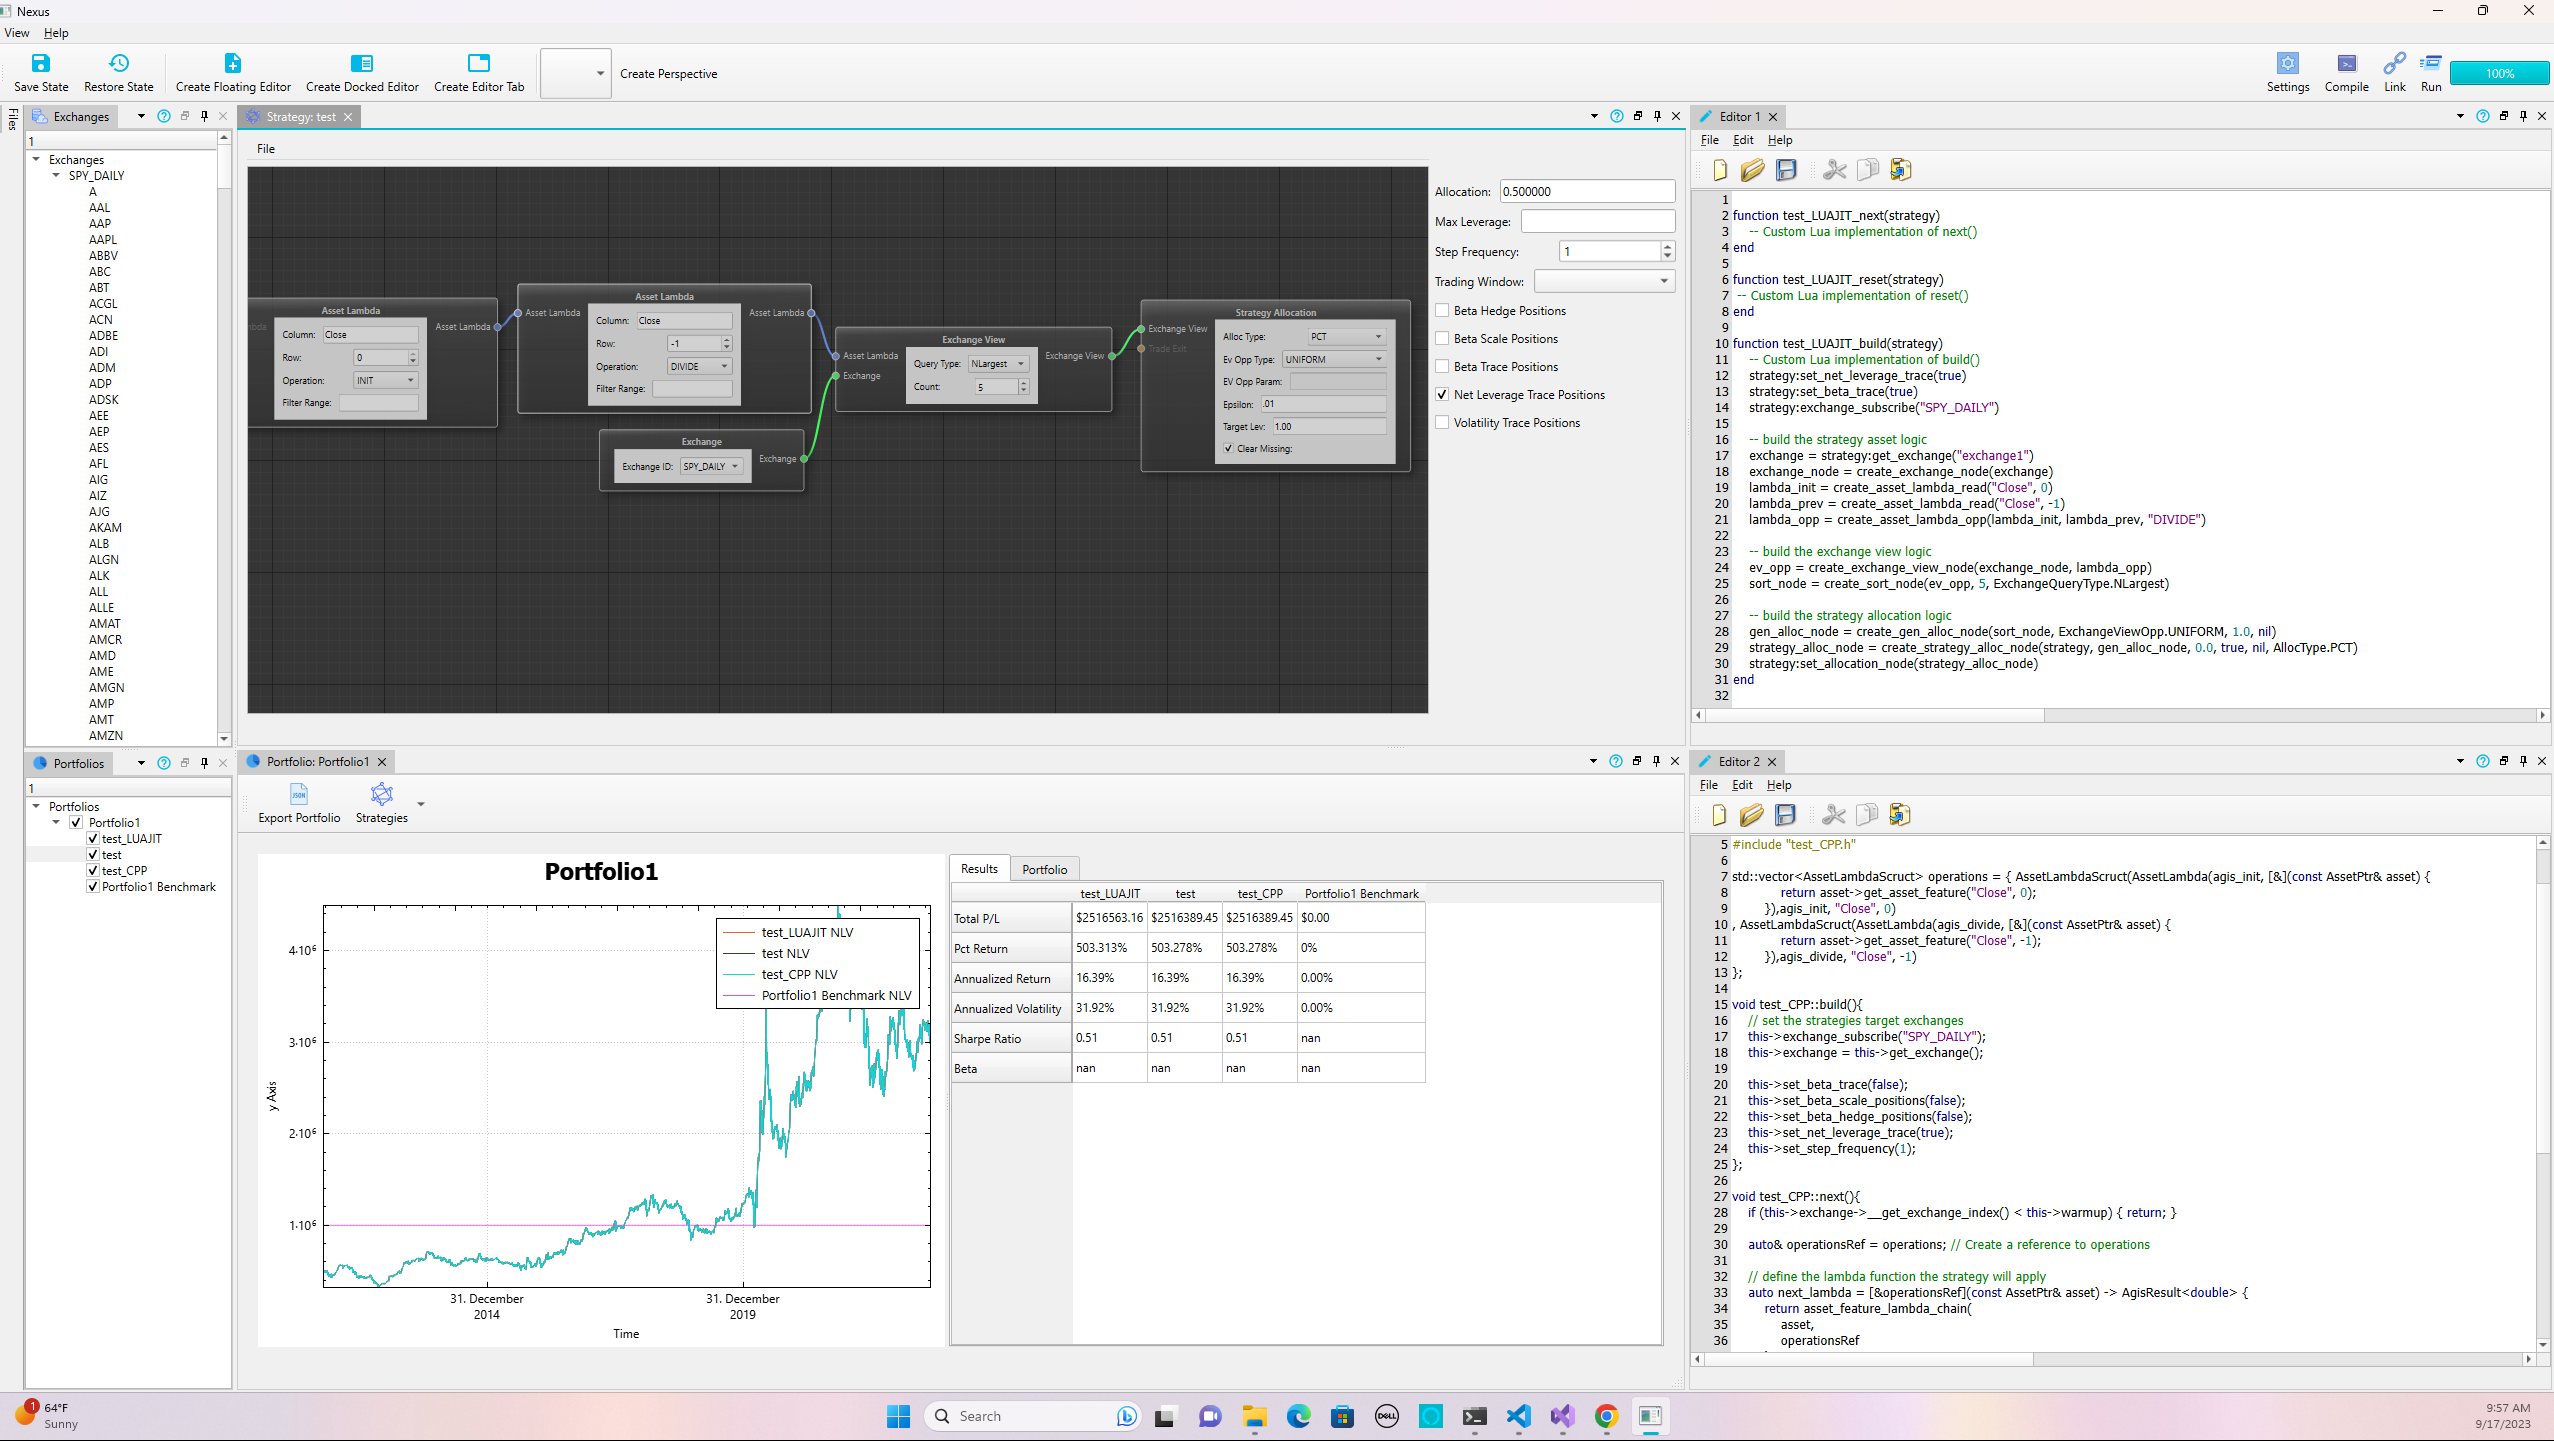 Nexus
View Help
Save State Restore State Create Floating Editor Create Docked Editor Create Editor Tab Create Perspective Settings Compile Link Run 100%
Files
Exchanges
1
Exchanges
SPY_DAILY
A
AAL
AAP
AAPL
ABBV
ABC
ABT
ACGL
ACN
ADBE
ADI
ADM
ADP
ADSK
AEE
AEP
AES
AFL
AIG
AIZ
AJG
AKAM
ALB
ALGN
ALK
ALL
ALLE
AMAT
AMCR
AMD
AME
AMGN
AMP
AMT
AMZN
Strategy: test
File
Asset Lambda
Column: Close
Row: 0
Operation: INIT
Filter Range:
Asset Lambda
Asset Lambda
Asset Lambda
Column: Close
Row: -1
Operation: DIVIDE
Filter Range:
Asset Lambda
Exchange
Exchange ID: SPY_DAILY
Exchange
Exchange View
Asset Lambda
Exchange
Query Type: NLargest
Count: 5
Exchange View
Strategy Allocation
Exchange View
Trade Exit
Alloc Type: PCT
Ev Opp Type: UNIFORM
EV Opp Param:
Epsilon: .01
Target Lev: 1.00
Clear Missing:
Allocation: 0.500000
Max Leverage:
Step Frequency: 1
Trading Window:
Beta Hedge Positions
Beta Scale Positions
Beta Trace Positions
Net Leverage Trace Positions
Volatility Trace Positions
Editor 1
File Edit Help
1
2 function test_LUAJIT_next(strategy)
3 -- Custom Lua implementation of next()
4 end
5
6 function test_LUAJIT_reset(strategy)
7 -- Custom Lua implementation of reset()
8 end
9
10 function test_LUAJIT_build(strategy)
11 -- Custom Lua implementation of build()
12 strategy:set_net_leverage_trace(true)
13 strategy:set_beta_trace(true)
14 strategy:exchange_subscribe("SPY_DAILY")
15
16 -- build the strategy asset logic
17 exchange = strategy:get_exchange("exchange1")
18 exchange_node = create_exchange_node(exchange)
19 lambda_init = create_asset_lambda_read("Close", 0)
20 lambda_prev = create_asset_lambda_read("Close", -1)
21 lambda_opp = create_asset_lambda_opp(lambda_init, lambda_prev, "DIVIDE")
22
23 -- build the exchange view logic
24 ev_opp = create_exchange_view_node(exchange_node, lambda_opp)
25 sort_node = create_sort_node(ev_opp, 5, ExchangeQueryType.NLargest)
26
27 -- build the strategy allocation logic
28 gen_alloc_node = create_gen_alloc_node(sort_node, ExchangeViewOpp.UNIFORM, 1.0, nil)
29 strategy_alloc_node = create_strategy_alloc_node(strategy, gen_alloc_node, 0.0, true, nil, AllocType.PCT)
30 strategy:set_allocation_node(strategy_alloc_node)
31 end
32
Portfolios
1
Portfolios
Portfolio1
test_LUAJIT
test
test_CPP
Portfolio1 Benchmark
Portfolio: Portfolio1
Export Portfolio Strategies
Portfolio1
test_LUAJIT NLV
test NLV
test_CPP NLV
Portfolio1 Benchmark NLV
4·10⁶
3·10⁶
2·10⁶
1·10⁶
y Axis
31. December 2014
31. December 2019
Time
Results Portfolio
test_LUAJIT test test_CPP Portfolio1 Benchmark
Total P/L $2516563.16 $2516389.45 $2516389.45 $0.00
Pct Return 503.313% 503.278% 503.278% 0%
Annualized Return 16.39% 16.39% 16.39% 0.00%
Annualized Volatility 31.92% 31.92% 31.92% 0.00%
Sharpe Ratio 0.51 0.51 0.51 nan
Beta nan nan nan nan
Editor 2
File Edit Help
5 #include "test_CPP.h"
6
7 std::vector<AssetLambdaScruct> operations = { AssetLambdaScruct(AssetLambda(agis_init, [&](const AssetPtr& asset) {
8 return asset->get_asset_feature("Close", 0);
9 }),agis_init, "Close", 0)
10 , AssetLambdaScruct(AssetLambda(agis_divide, [&](const AssetPtr& asset) {
11 return asset->get_asset_feature("Close", -1);
12 }),agis_divide, "Close", -1)
13 };
14
15 void test_CPP::build(){
16 // set the strategies target exchanges
17 this->exchange_subscribe("SPY_DAILY");
18 this->exchange = this->get_exchange();
19
20 this->set_beta_trace(false);
21 this->set_beta_scale_positions(false);
22 this->set_beta_hedge_positions(false);
23 this->set_net_leverage_trace(true);
24 this->set_step_frequency(1);
25 };
26
27 void test_CPP::next(){
28 if (this->exchange->__get_exchange_index() < this->warmup) { return; }
29
30 auto& operationsRef = operations; // Create a reference to operations
31
32 // define the lambda function the strategy will apply
33 auto next_lambda = [&operationsRef](const AssetPtr& asset) -> AgisResult<double> {
34 return asset_feature_lambda_chain(
35 asset,
36 operationsRef
1
64°F
Sunny
Search
DELL
9:57 AM
9/17/2023